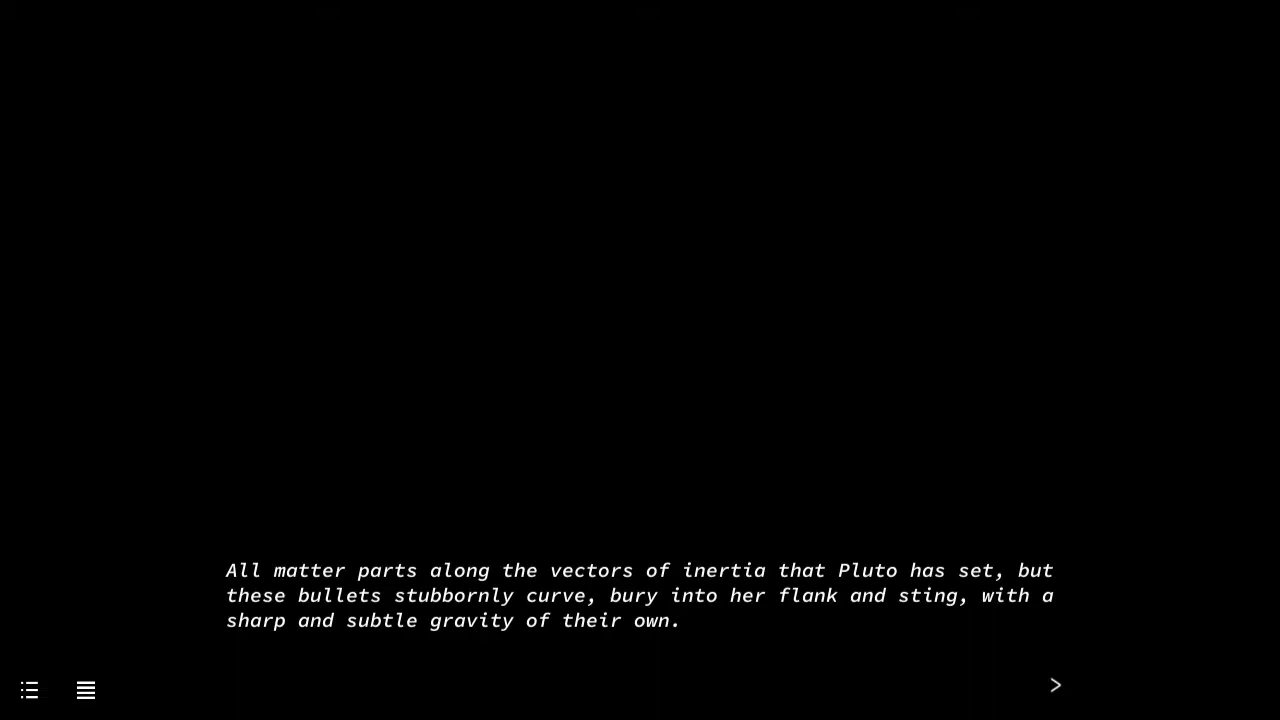 All matter parts along the vectors of inertia that Pluto has set, but
these bullets stubbornly curve, bury into her flank and sting, with a
sharp and subtle gravity of their own.
>